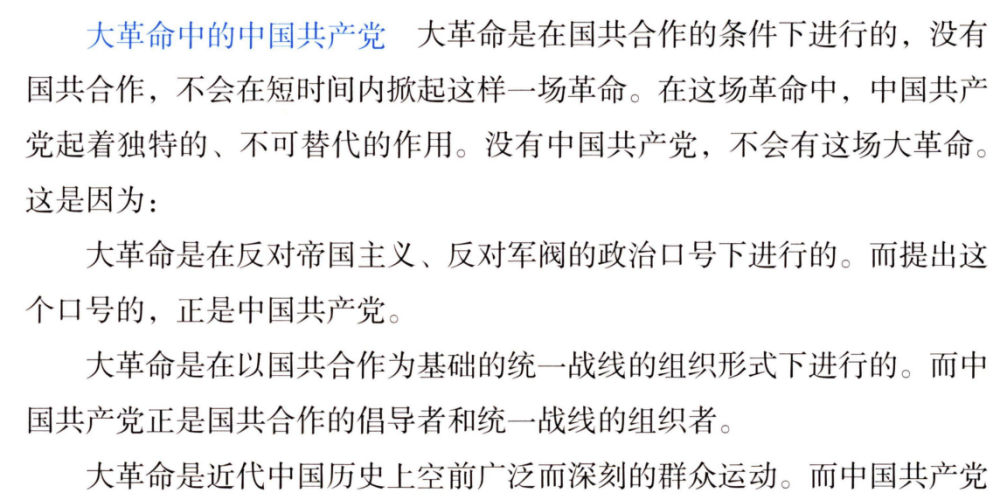 大革命中的中国共产党　大革命是在国共合作的条件下进行的，没有
国共合作，不会在短时间内掀起这样一场革命。在这场革命中，中国共产
党起着独特的、不可替代的作用。没有中国共产党，不会有这场大革命。
这是因为：
大革命是在反对帝国主义、反对军阀的政治口号下进行的。而提出这
个口号的，正是中国共产党。
大革命是在以国共合作为基础的统一战线的组织形式下进行的。而中
国共产党正是国共合作的倡导者和统一战线的组织者。
大革命是近代中国历史上空前广泛而深刻的群众运动。而中国共产党